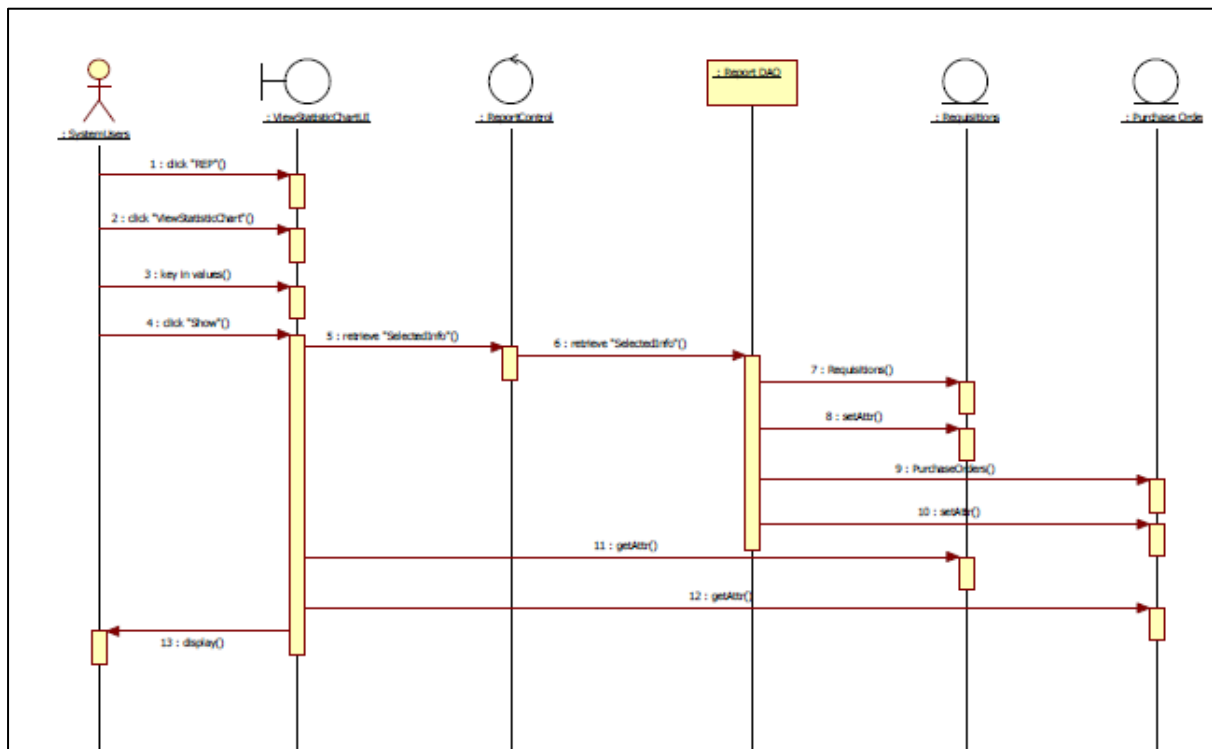 : SystemUsers
: ViewStatisticChartUI
: ReportControl
: Report DAO
: Requisitions
: Purchase Orde
1 : click "REP"()
2 : click "ViewStatisticChart"()
3 : key in values()
4 : click "Show"()
5 : retrieve "SelectedInfo"()
6 : retrieve "SelectedInfo"()
7 : Requisitions()
8 : setAttr()
9 : PurchaseOrders()
10 : setAttr()
11 : getAttr()
12 : getAttr()
13 : display()